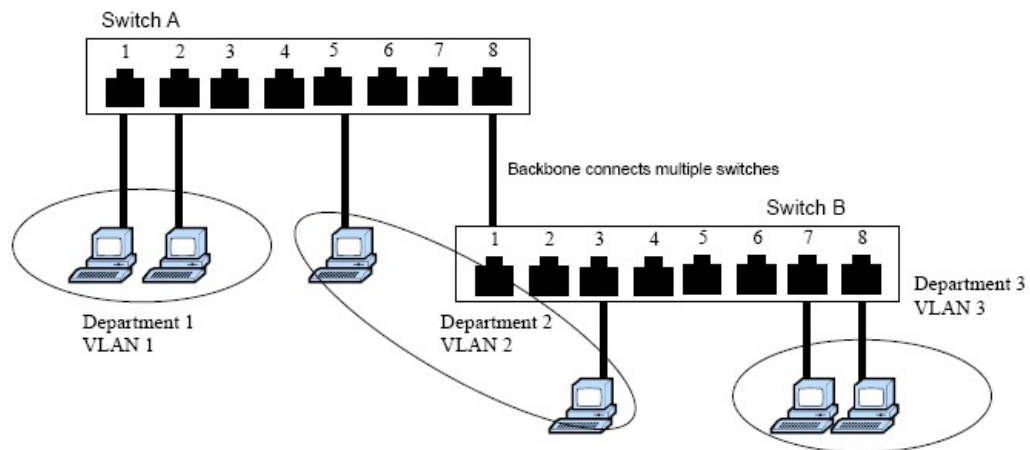 Switch A
1 2 3 4 5 6 7 8
Backbone connects multiple switches
Switch B
1 2 3 4 5 6 7 8
Department 1
VLAN 1
Department 2
VLAN 2
Department 3
VLAN 3